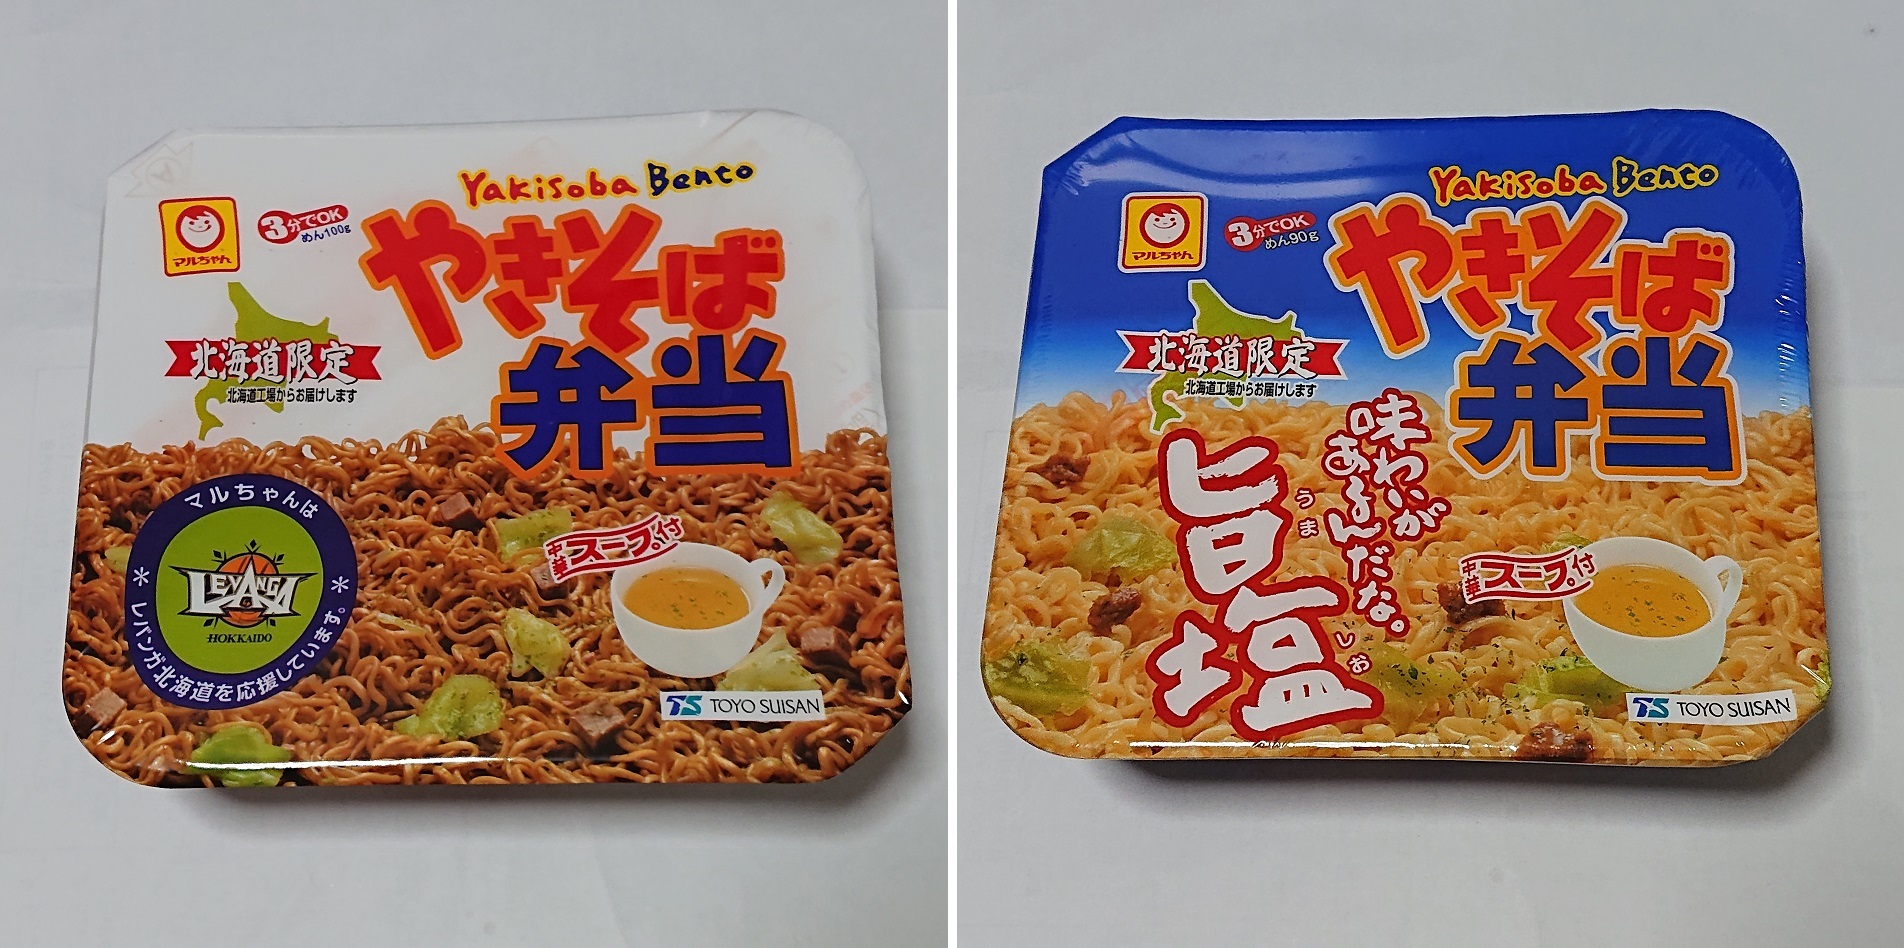 Yakisoba Bento
マルちゃん
3分でOK
めん100g
やきそば
弁当
北海道限定
北海道工場からお届けします
マルちゃんは
LEVANGA
HOKKAIDO
* レバンガ北海道を応援しています。 *
中華スープ付
TS TOYO SUISAN
Yakisoba Bento
マルちゃん
3分でOK
めん90g
やきそば
弁当
北海道限定
北海道工場からお届けします
味わいが
あるんだな。
旨塩
うましお
中華スープ付
TS TOYO SUISAN